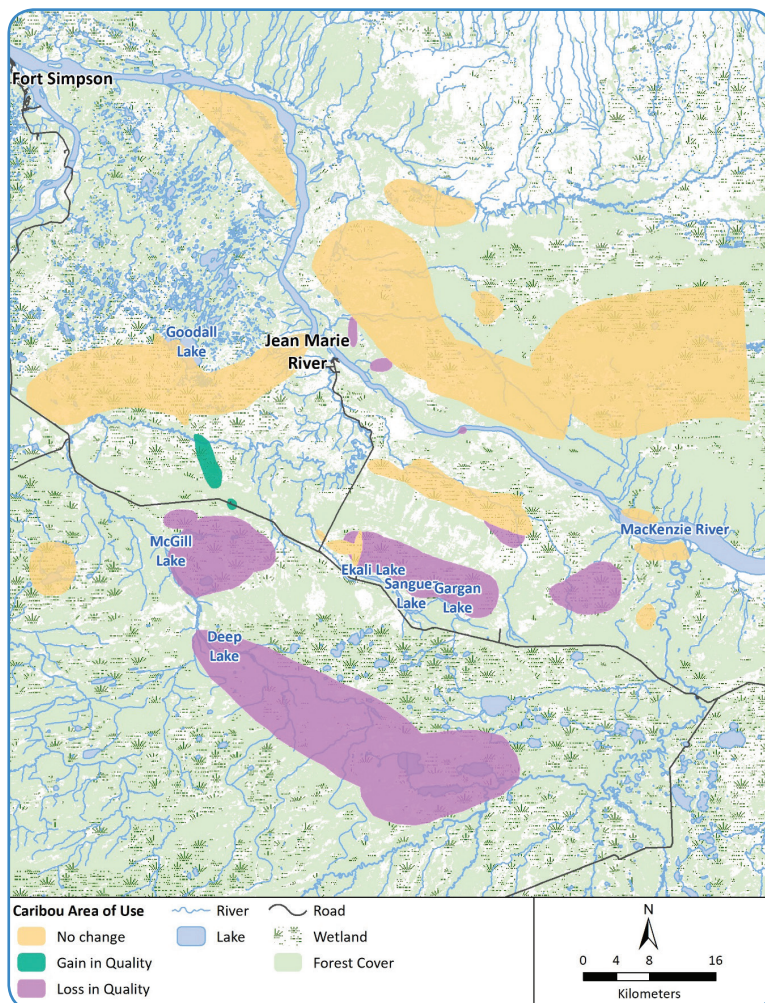 Fort Simpson
Goodall
Lake
Jean Marie
River
MacKenzie River
McGill
Lake
Ekali Lake
Sangue
Lake
Gargan
Lake
Deep
Lake
Caribou Area of Use
No change
Gain in Quality
Loss in Quality
River
Lake
Road
Wetland
Forest Cover
N
0 4 8 16
Kilometers